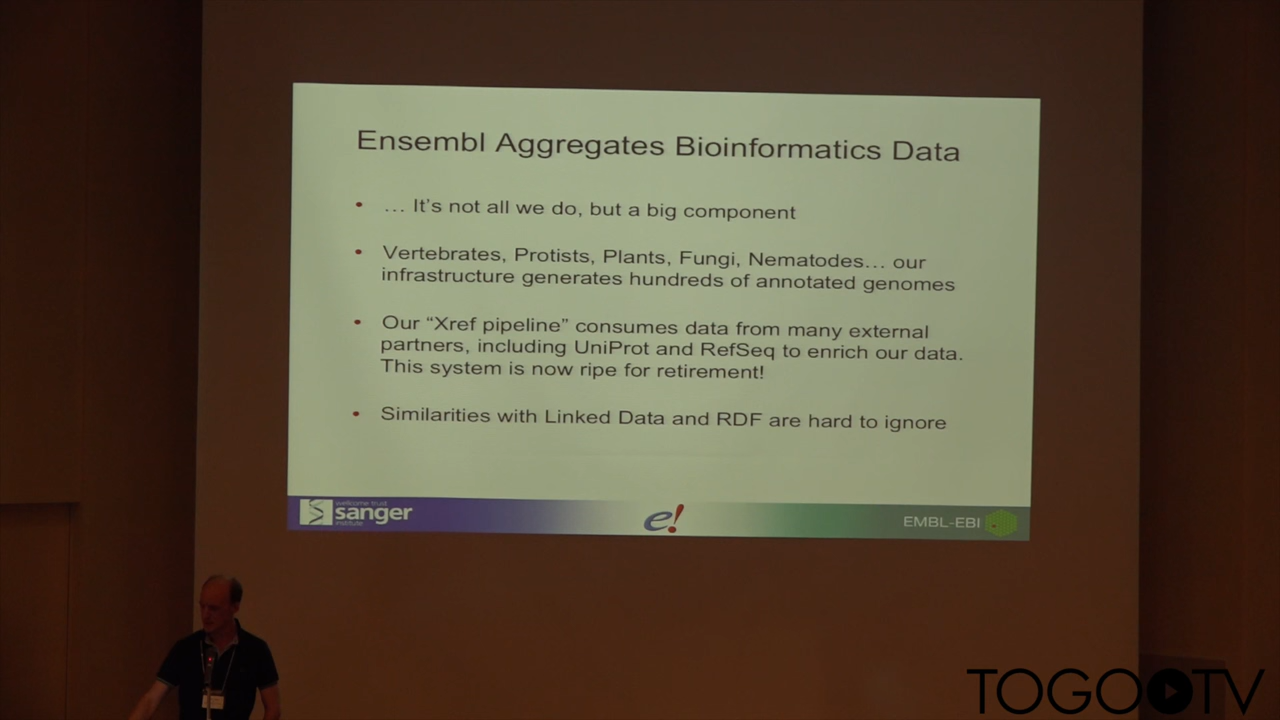 Ensembl Aggregates Bioinformatics Data
• … It's not all we do, but a big component
• Vertebrates, Protists, Plants, Fungi, Nematodes… our
infrastructure generates hundreds of annotated genomes
• Our “Xref pipeline” consumes data from many external
partners, including UniProt and RefSeq to enrich our data.
This system is now ripe for retirement!
• Similarities with Linked Data and RDF are hard to ignore
wellcome trust
sanger
institute
e!
EMBL-EBI
TOGOTV